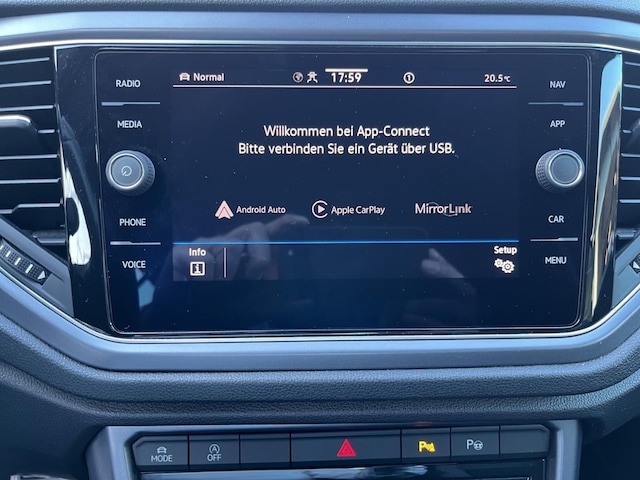 RADIO
MEDIA
PHONE
VOICE
Normal 17:59 1 20.5°C
Willkommen bei App-Connect
Bitte verbinden Sie ein Gerät über USB.
Android Auto Apple CarPlay MirrorLink
Info Setup
NAV
APP
CAR
MENU
MODE A OFF P P